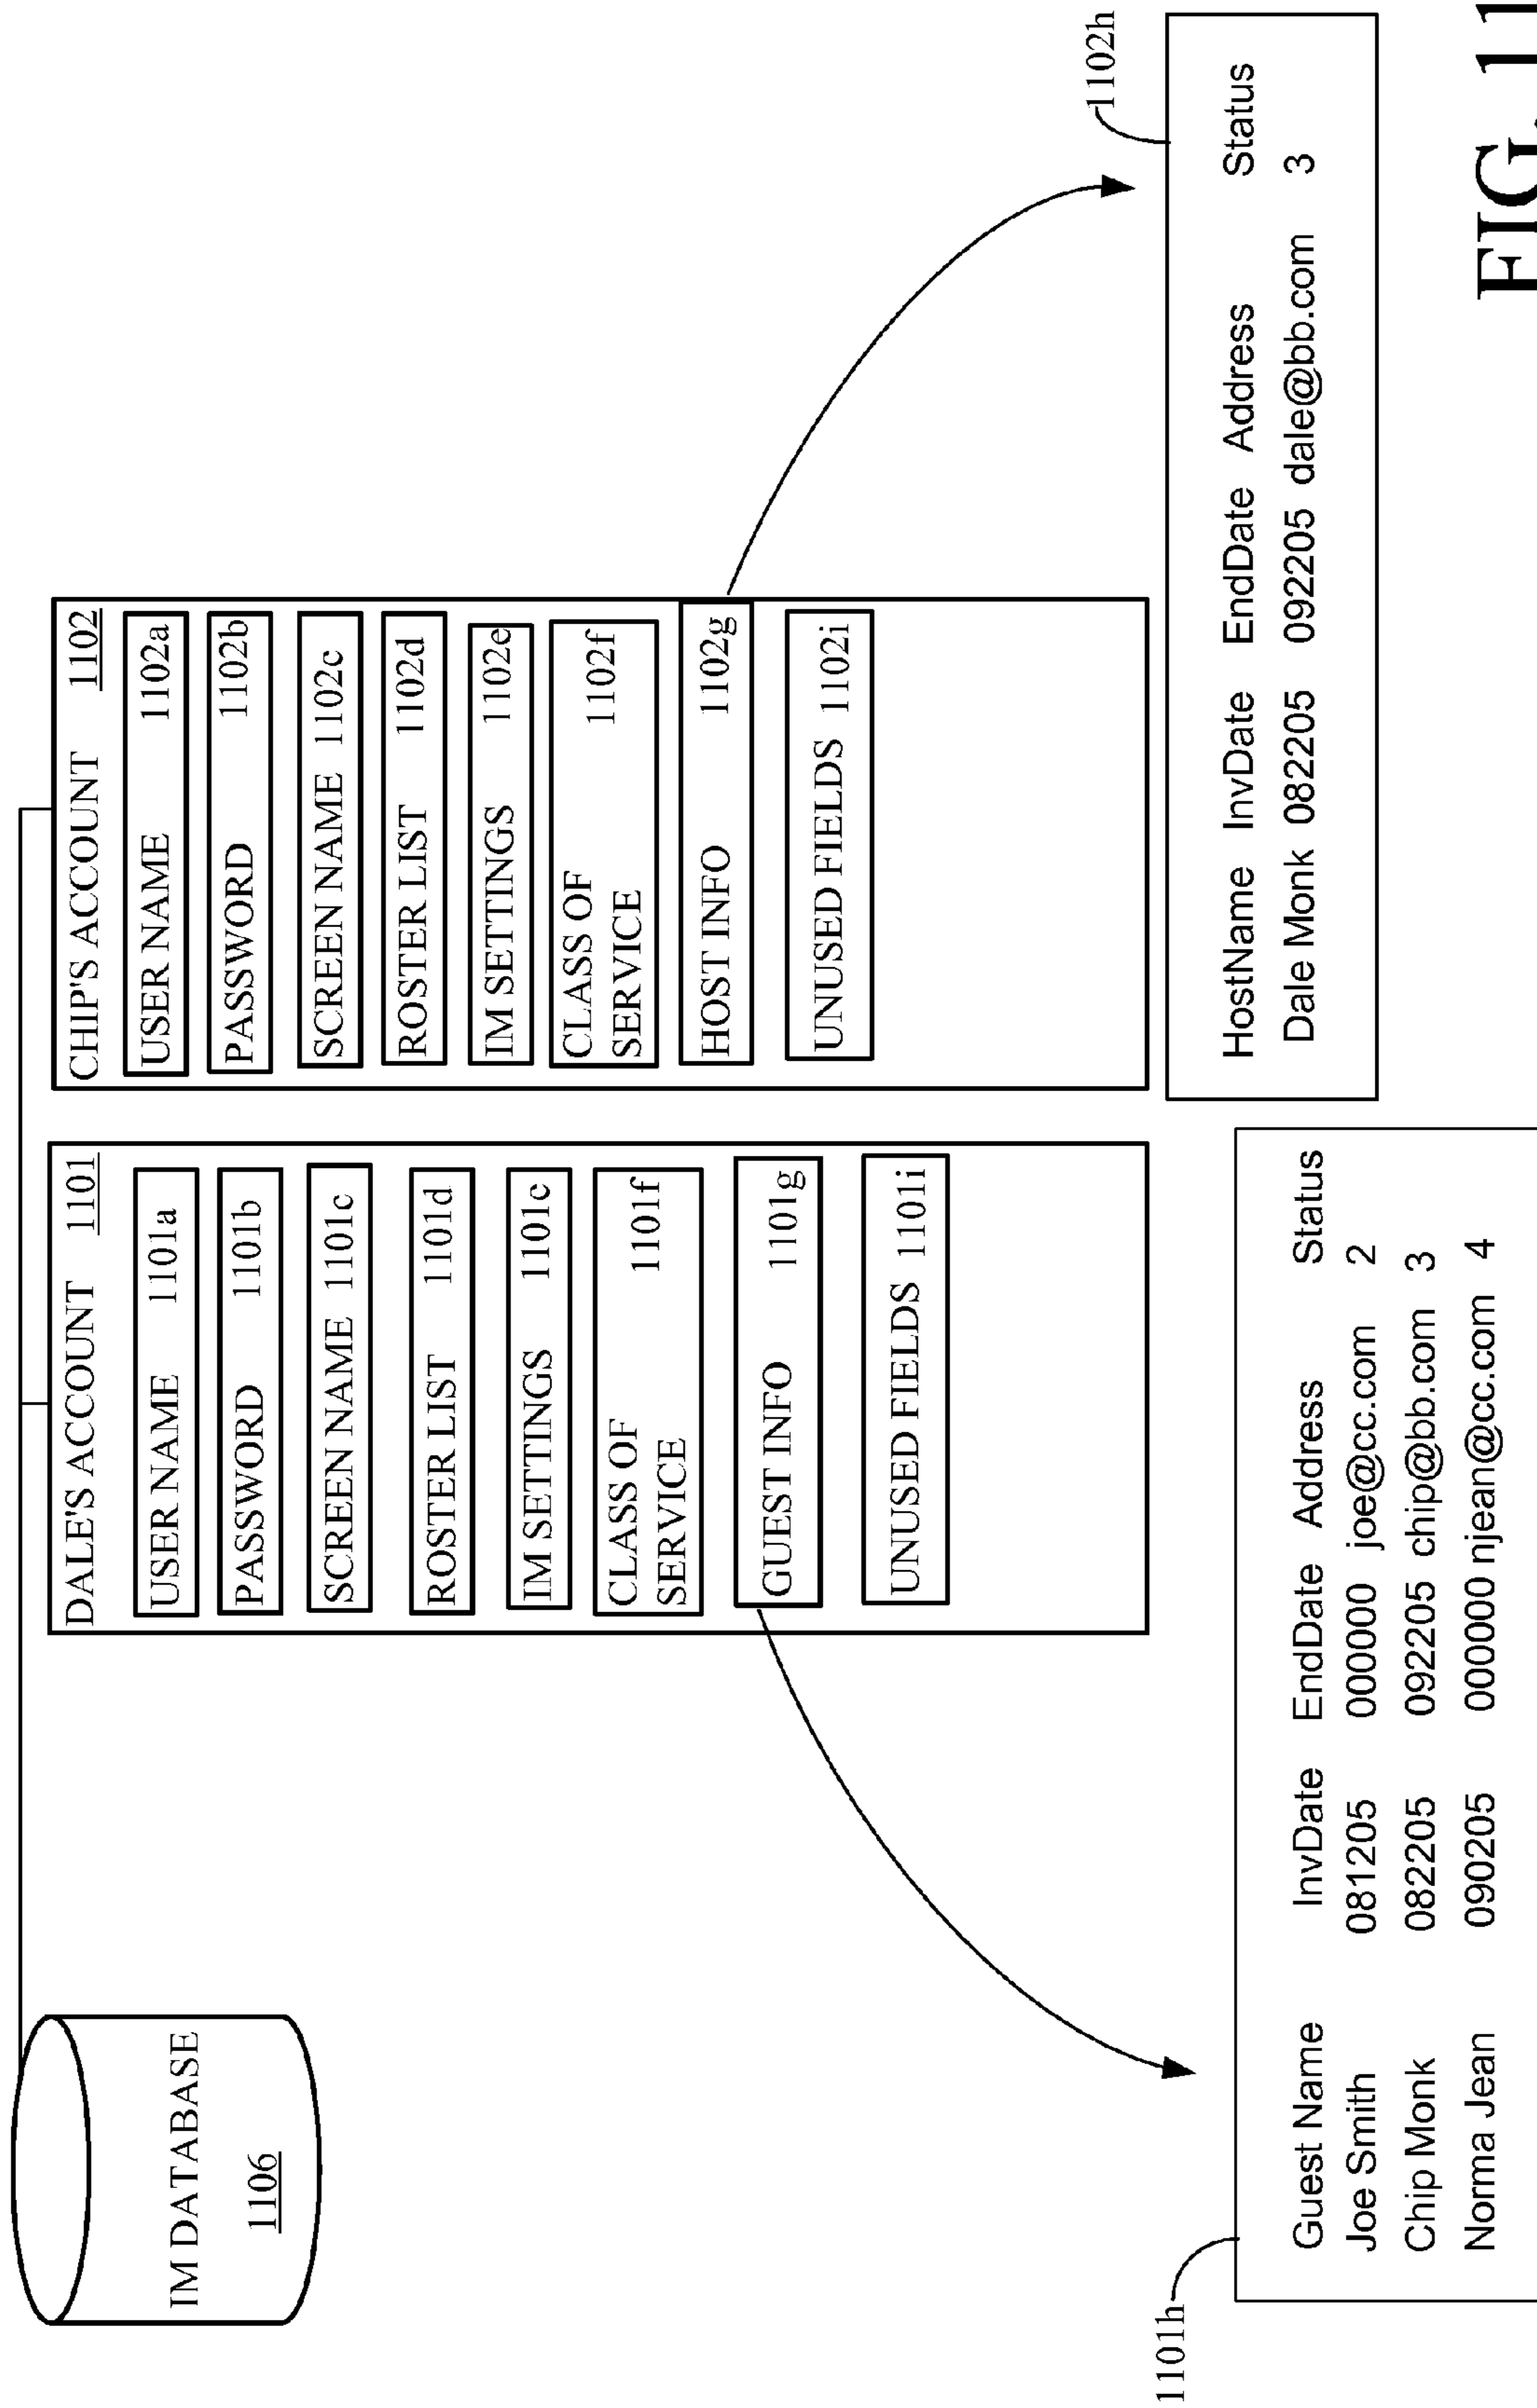 IM DATABASE
1106
DALE'S ACCOUNT 1101
USER NAME 1101a
PASSWORD 1101b
SCREEN NAME 1101c
ROSTER LIST 1101d
IM SETTINGS 1101c
CLASS OF
SERVICE 1101f
GUEST INFO 1101g
UNUSED FIELDS 1101i
CHIP'S ACCOUNT 1102
USER NAME 1102a
PASSWORD 1102b
SCREEN NAME 1102c
ROSTER LIST 1102d
IM SETTINGS 1102e
CLASS OF
SERVICE 1102f
HOST INFO 1102g
UNUSED FIELDS 1102i
1101h
Guest Name InvDate EndDate Address Status
Joe Smith 081205 000000 joe@cc.com 2
Chip Monk 082205 092205 chip@bb.com 3
Norma Jean 090205 000000 njean@cc.com 4
1102h
HostName InvDate EndDate Address Status
Dale Monk 082205 092205 dale@bb.com 3
FIG. 11